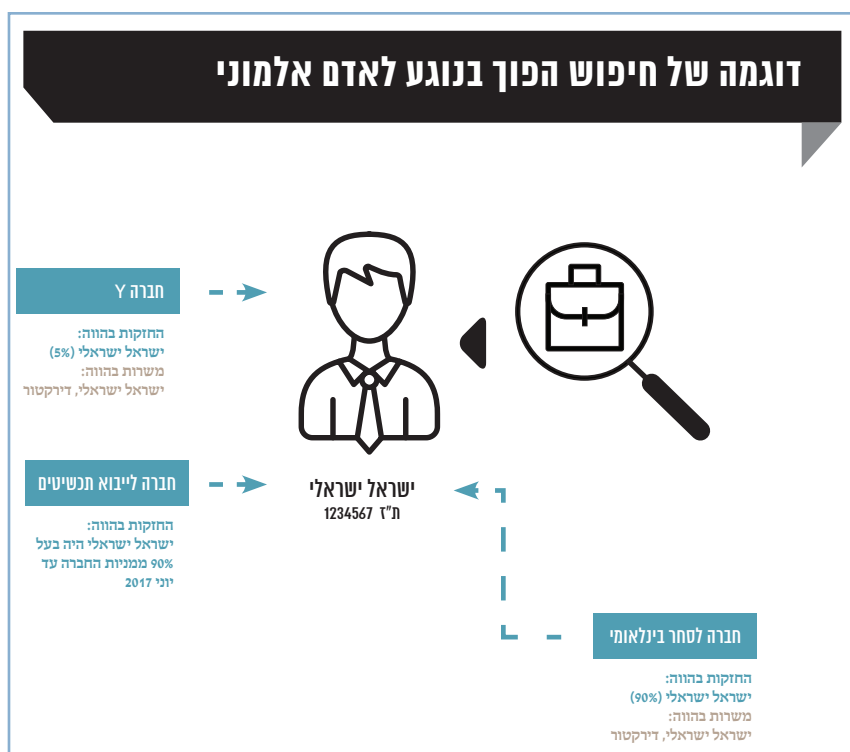 דוגמה של חיפוש הפוך בנוגע לאדם אלמוני
חברה Y
החזקות בהווה:
ישראל ישראלי (5%)
משרות בהווה:
ישראל ישראלי, דירקטור
ישראל ישראלי
ת"ז 1234567
חברה לייבוא תכשיטים
החזקות בהווה:
ישראל ישראלי היה בעל
90% ממניות החברה עד
יוני 2017
חברה לסחר בינלאומי
החזקות בהווה:
ישראל ישראלי (90%)
משרות בהווה:
ישראל ישראלי, דירקטור